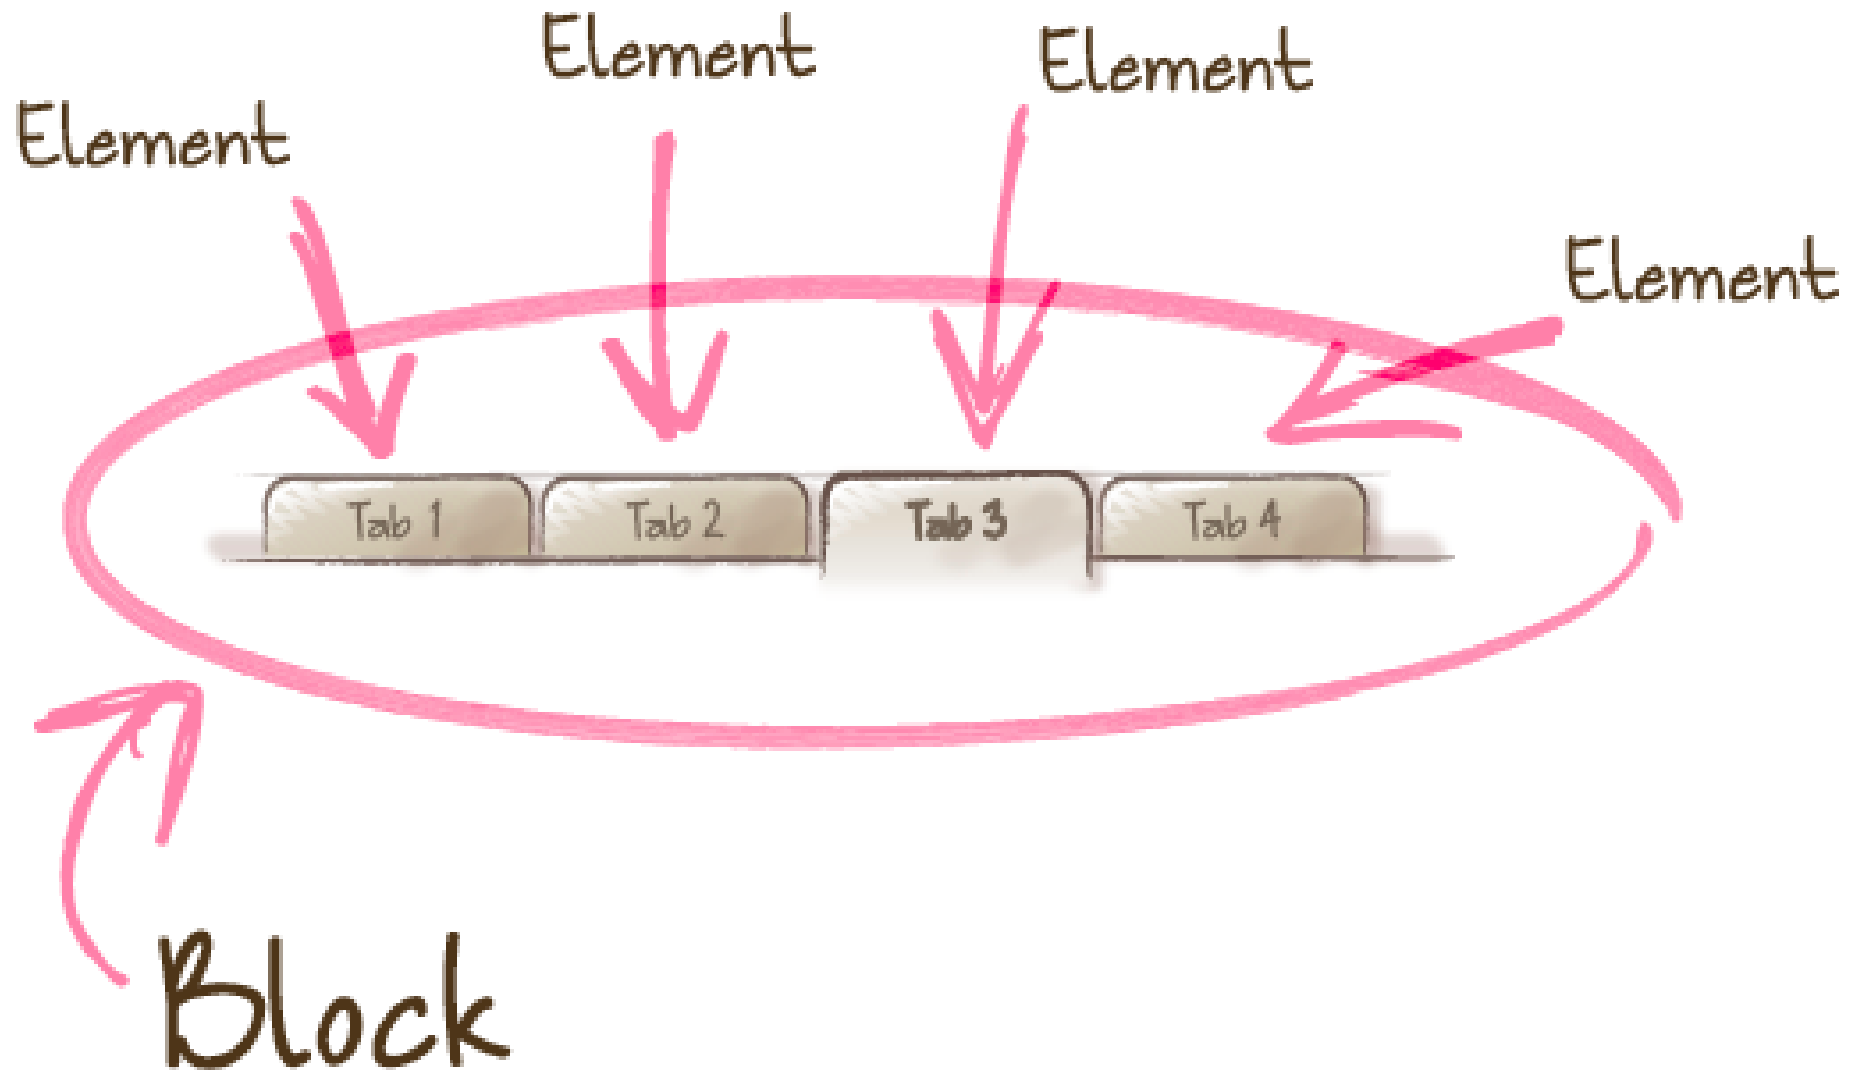 Element
Element
Element
Element
Tab 1
Tab 2
Tab 3
Tab 4
Block